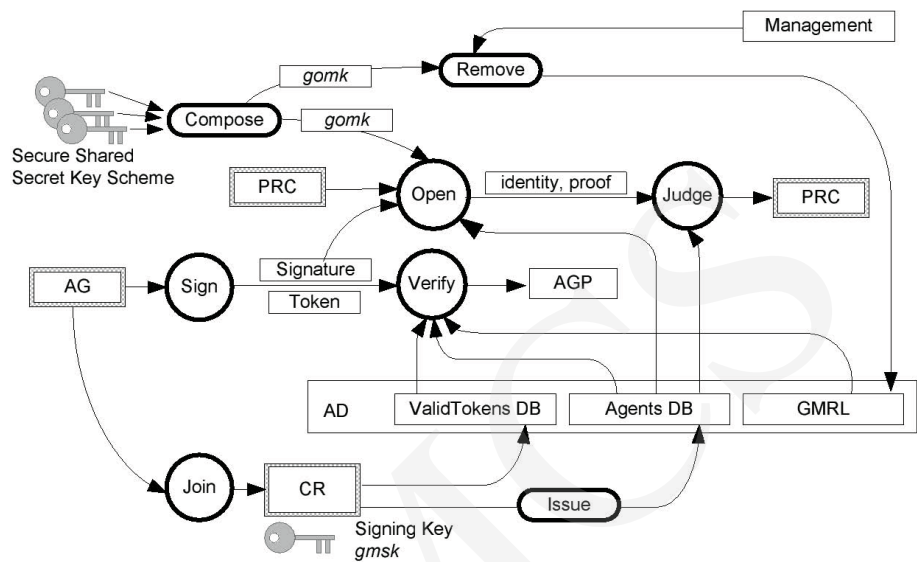 Management
gomk
Remove
Compose
gomk
Secure Shared
Secret Key Scheme
PRC
Open
identity, proof
Judge
PRC
AG
Sign
Signature
Token
Verify
AGP
AD
ValidTokens DB
Agents DB
GMRL
Join
CR
Issue
Signing Key
gmsk